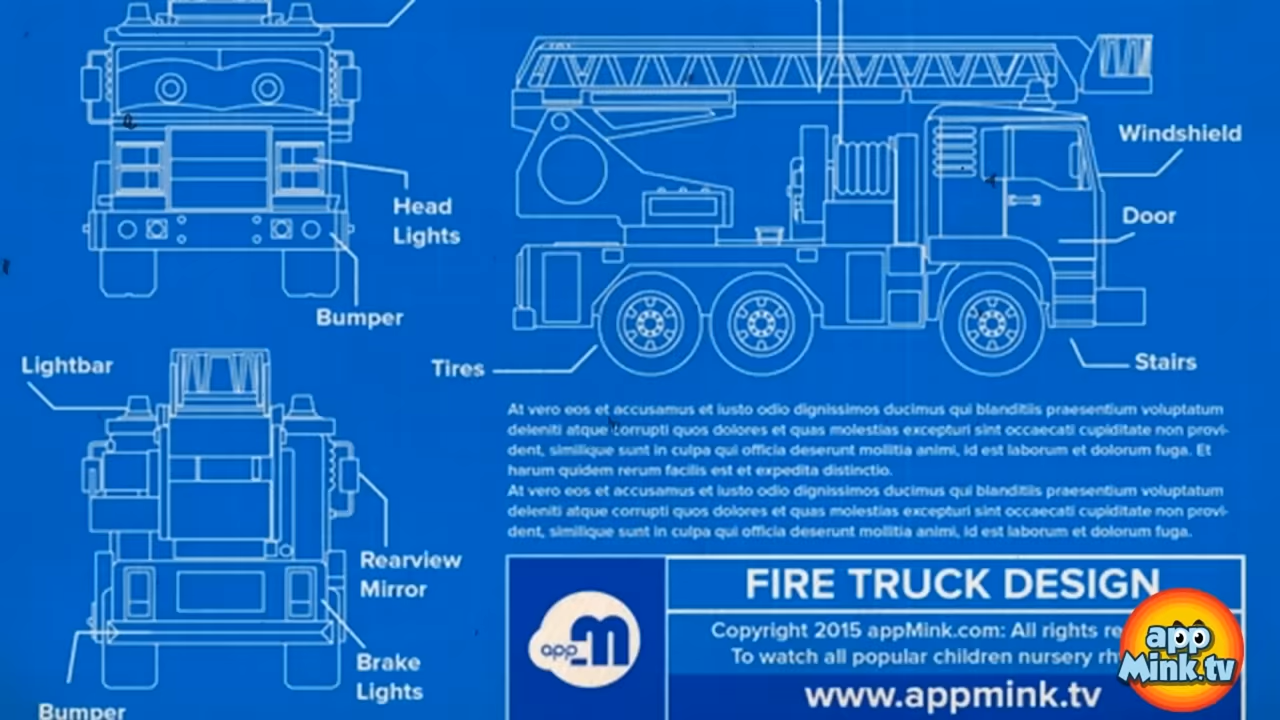 Windshield
Door
Head
Lights
Bumper
Tires
Stairs
Lightbar
Rearview
Mirror
Brake
Lights
Bumper
At vero eos et accusamus et iusto odio dignissimos ducimus qui blanditiis praesentium voluptatum
deleniti atque corrupti quos dolores et quas molestias excepturi sint occaecati cupiditate non provi-
dent, similique sunt in culpa qui officia deserunt mollitia animi, id est laborum et dolorum fuga. Et
harum quidem rerum facilis est et expedita distinctio.
At vero eos et accusamus et iusto odio dignissimos ducimus qui blanditiis praesentium voluptatum
deleniti atque corrupti quos dolores et quas molestias excepturi sint occaecati cupiditate non provi-
dent, similique sunt in culpa qui officia deserunt mollitia animi, id est laborum et dolorum fuga.
app m
FIRE TRUCK DESIGN
Copyright 2015 appMink.com: All rights
To watch all popular children nursery
www.appmink.tv
app
Mink.tv